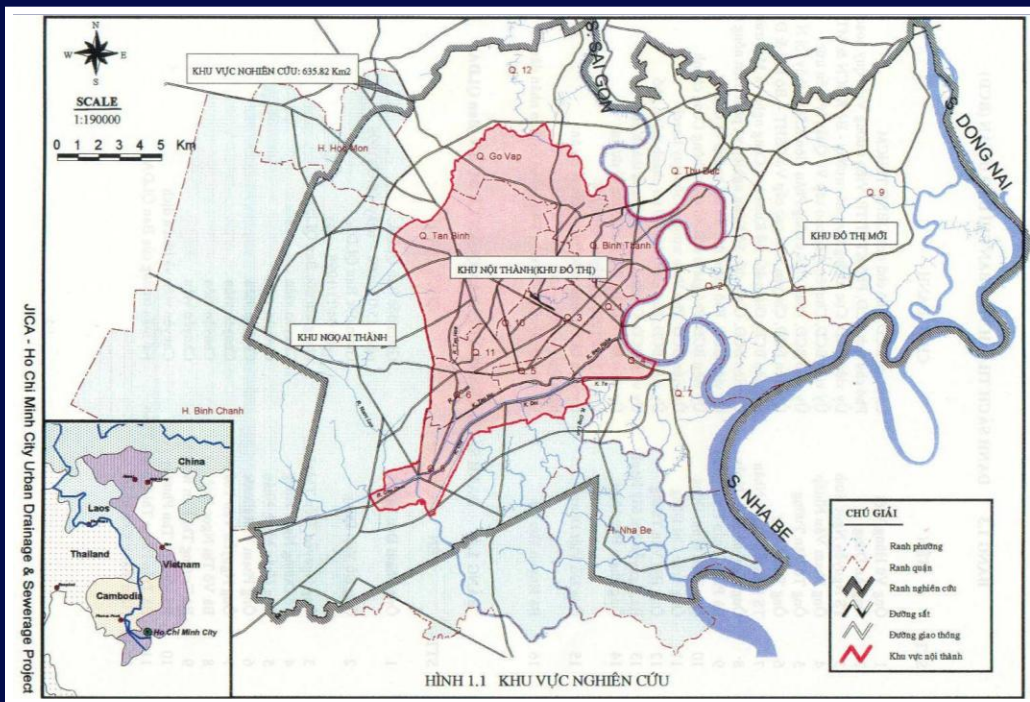 N
W E
S
SCALE
1:190000
0 1 2 3 4 5 Km
KHU VỰC NGHIÊN CỨU: 635.82 Km2
Q. 12
S. SAI GON
S. DONG NAI
H. Hoc Mon
Q. Go Vap
Q. Thu Duc
Q. 9
Q. Tan Binh
Q. Binh Thanh
KHU ĐÔ THỊ MỚI
KHU NỘI THÀNH(KHU ĐÔ THỊ)
Q. 2
Q. 1
Q. 3
Q. 10
KHU NGOẠI THÀNH
Q. 11
Q. 5
Q. 4
Q. 6
Q. 7
H. Binh Chanh
S. NHA BE
H. Nha Be
China
Laos
Thailand
Vietnam
Cambodia
Ho Chi Minh City
CHÚ GIẢI
Ranh phường
Ranh quận
Ranh nghiên cứu
Đường sắt
Đường giao thông
Khu vực nội thành
HÌNH 1.1 KHU VỰC NGHIÊN CỨU
JICA - Ho Chi Minh City Urban Drainage & Sewerage Project